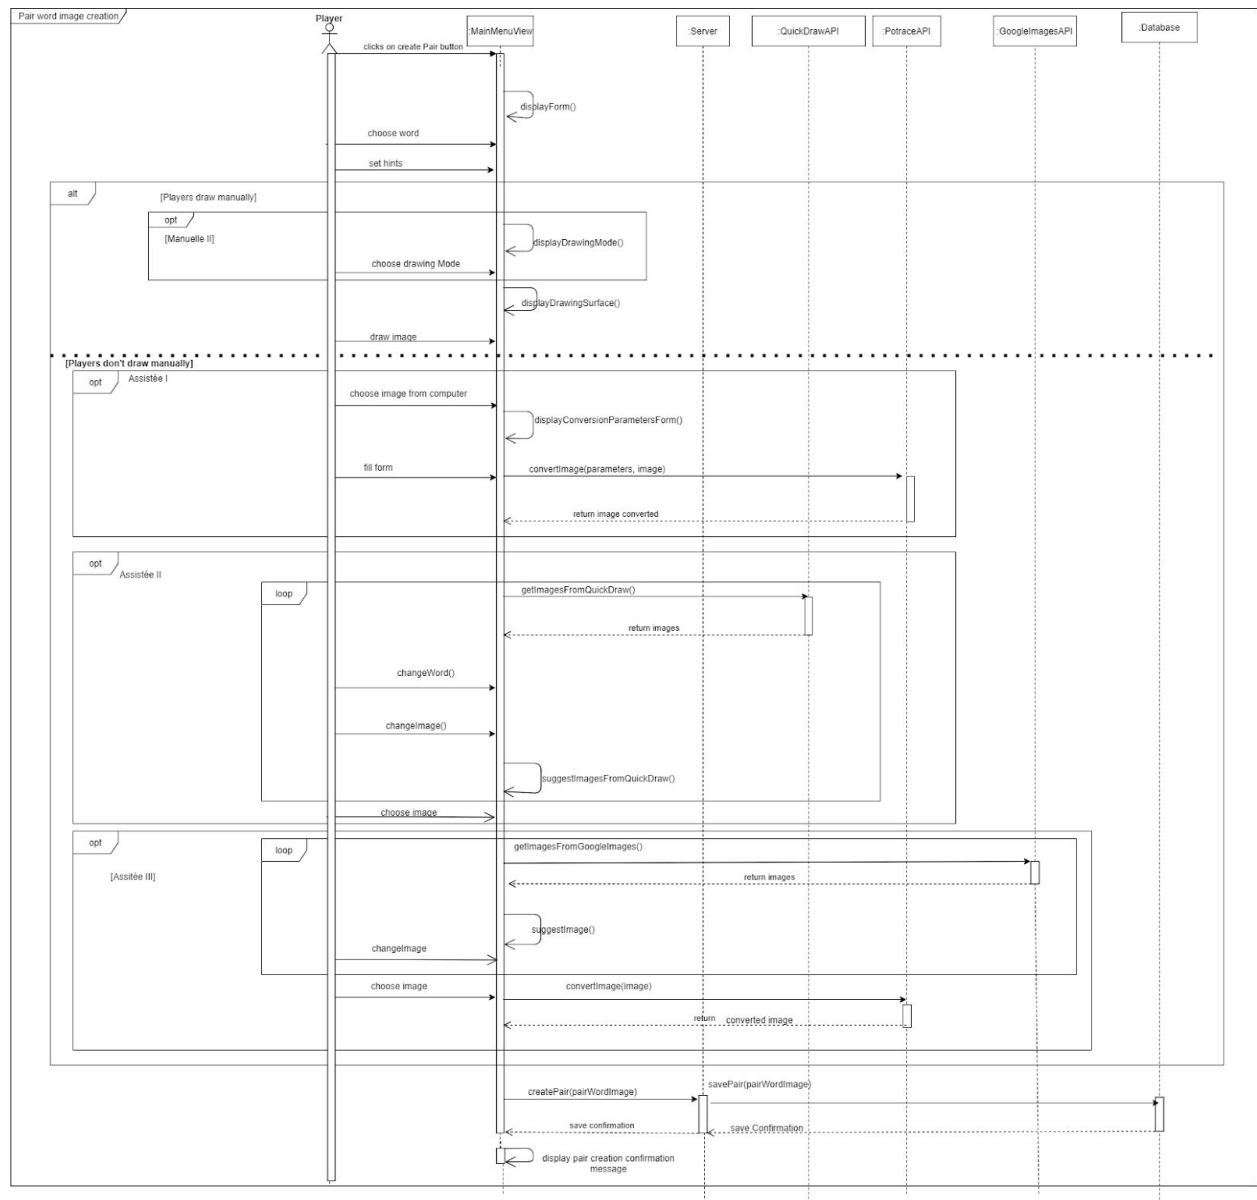 Pair word image creation
Player
:MainMenuView
:Server
:QuickDrawAPI
:PotraceAPI
:GoogleImagesAPI
:Database
clicks on create Pair button
displayForm()
choose word
set hints
alt
[Players draw manually]
opt
[Manuelle II]
displayDrawingMode()
choose drawing Mode
displayDrawingSurface()
draw image
[Players don't draw manually]
opt
Assistée I
choose image from computer
displayConversionParametersForm()
fill form
convertImage(parameters, image)
return image converted
opt
Assistée II
loop
getImagesFromQuickDraw()
return images
changeWord()
changeImage()
suggestImagesFromQuickDraw()
choose image
opt
[Assitée III]
loop
getImagesFromGoogleImages()
return images
suggestImage()
changeImage
choose image
convertImage(image)
return converted image
createPair(pairWordImage)
savePair(pairWordImage)
save confirmation
save Confirmation
display pair creation confirmation
message